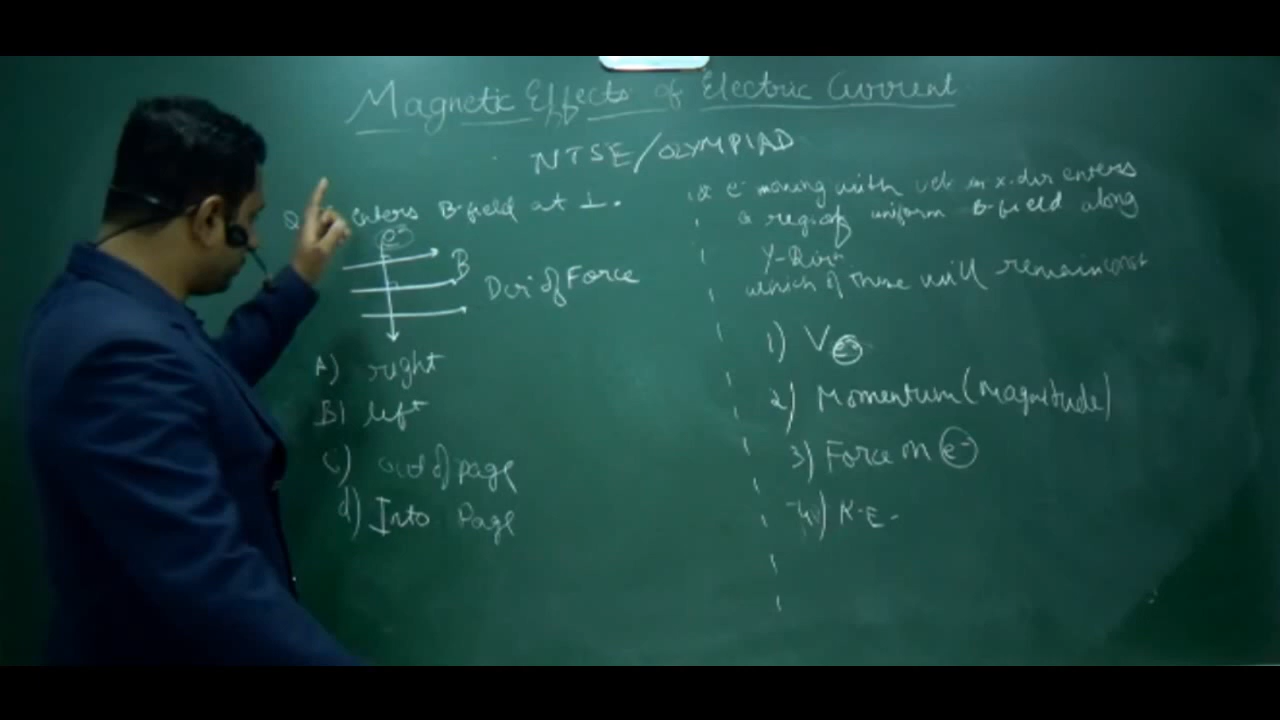 Magnetic Effects of Electric Current
NTSE/OLYMPIAD
Q enters B-field at ⊥.
e⁻
B
Dir of Force
A) right
B) left
C) out of page
d) Into Page
Q e⁻ moving with vel in x-dir enters
a region of uniform B-field along
Y-Dir
which of these will remain const
1) V e⁻
2) Momentum (Magnitude)
3) Force on e⁻
iv) K.E-